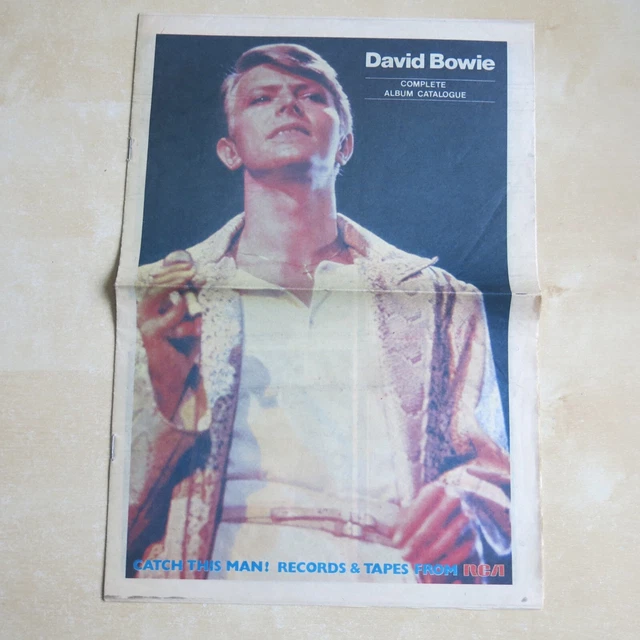 David Bowie
COMPLETE
ALBUM CATALOGUE
CATCH THIS MAN! RECORDS & TAPES FROM RCA